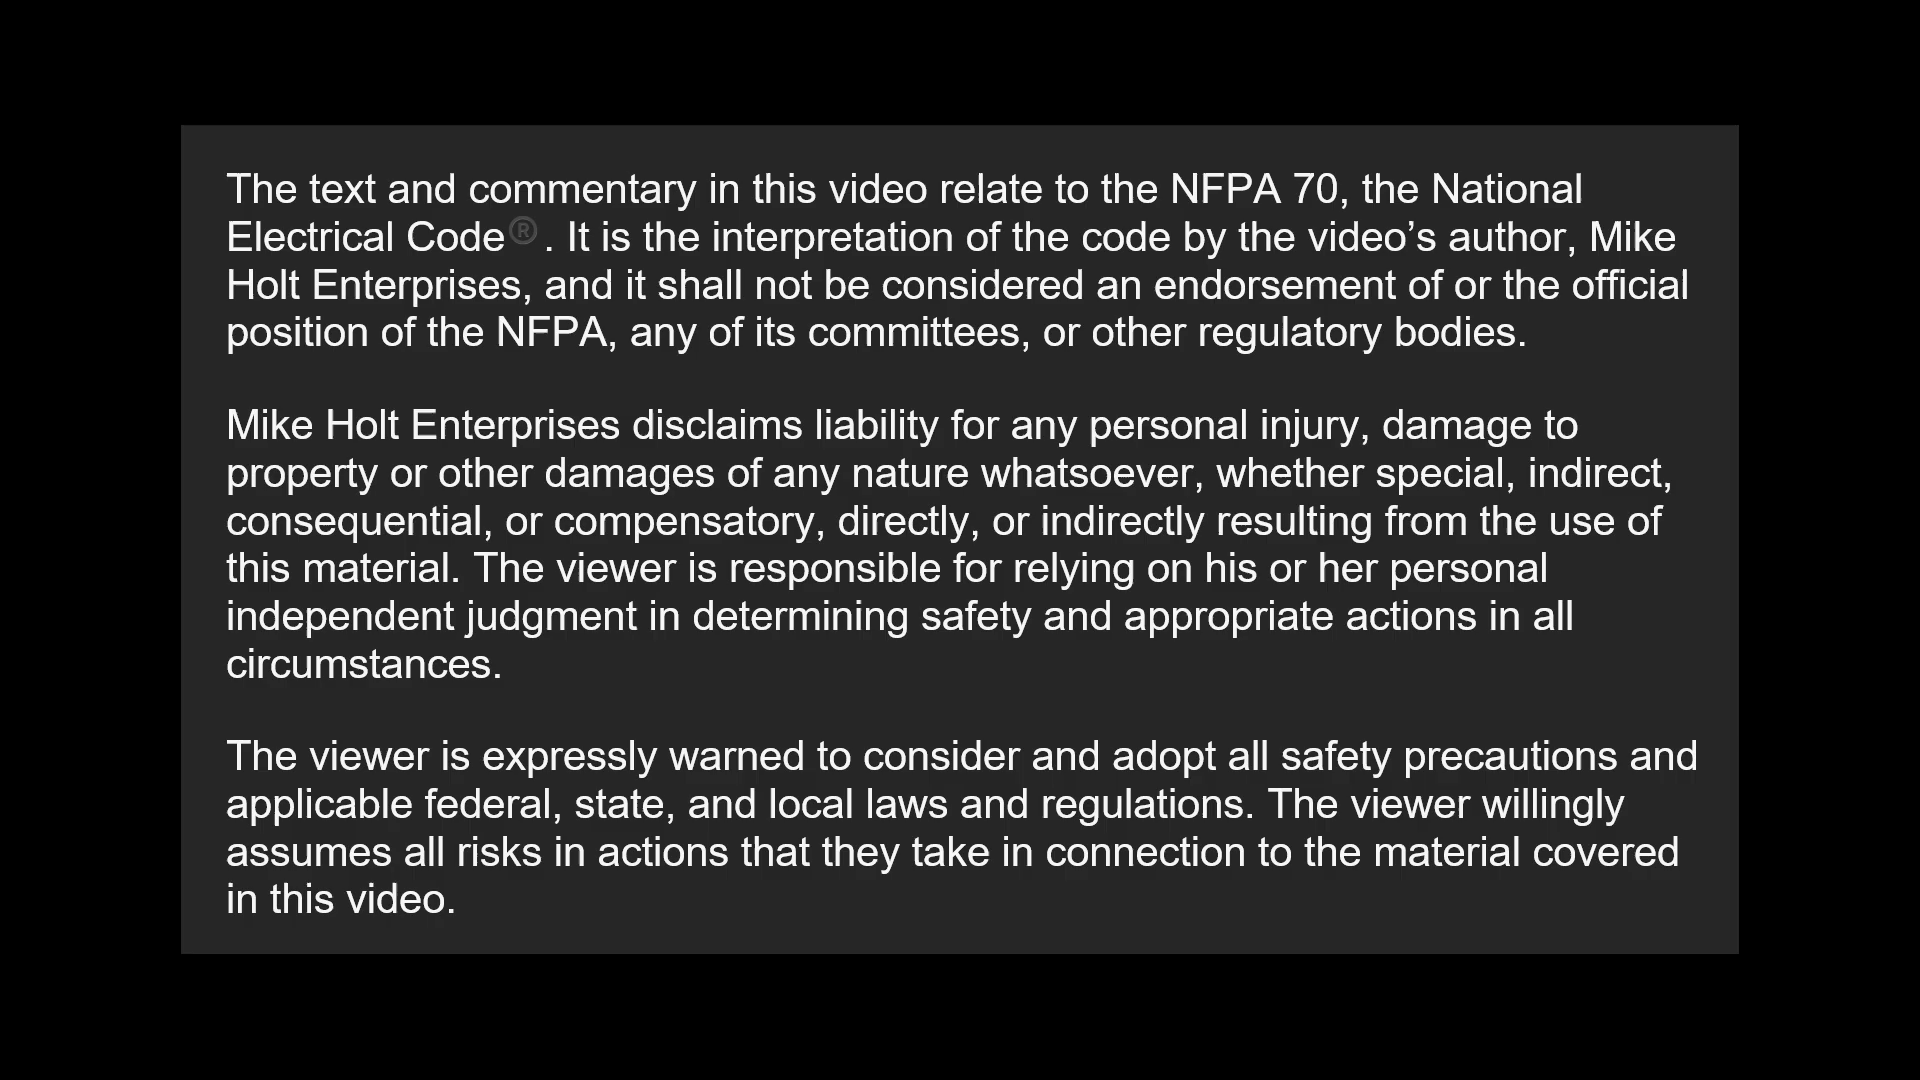 The text and commentary in this video relate to the NFPA 70, the National
Electrical Code® . It is the interpretation of the code by the video’s author, Mike
Holt Enterprises, and it shall not be considered an endorsement of or the official
position of the NFPA, any of its committees, or other regulatory bodies.
Mike Holt Enterprises disclaims liability for any personal injury, damage to
property or other damages of any nature whatsoever, whether special, indirect,
consequential, or compensatory, directly, or indirectly resulting from the use of
this material. The viewer is responsible for relying on his or her personal
independent judgment in determining safety and appropriate actions in all
circumstances.
The viewer is expressly warned to consider and adopt all safety precautions and
applicable federal, state, and local laws and regulations. The viewer willingly
assumes all risks in actions that they take in connection to the material covered
in this video.